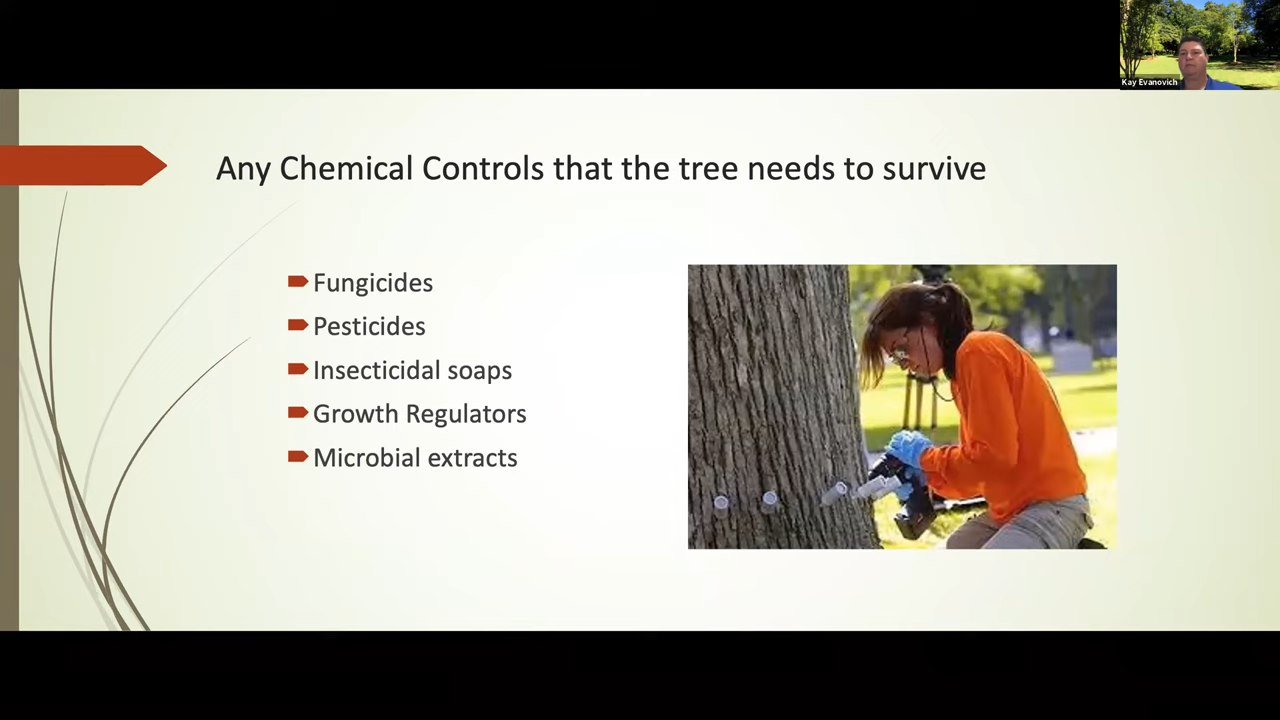 Kay Evanovich
Any Chemical Controls that the tree needs to survive
Fungicides
Pesticides
Insecticidal soaps
Growth Regulators
Microbial extracts